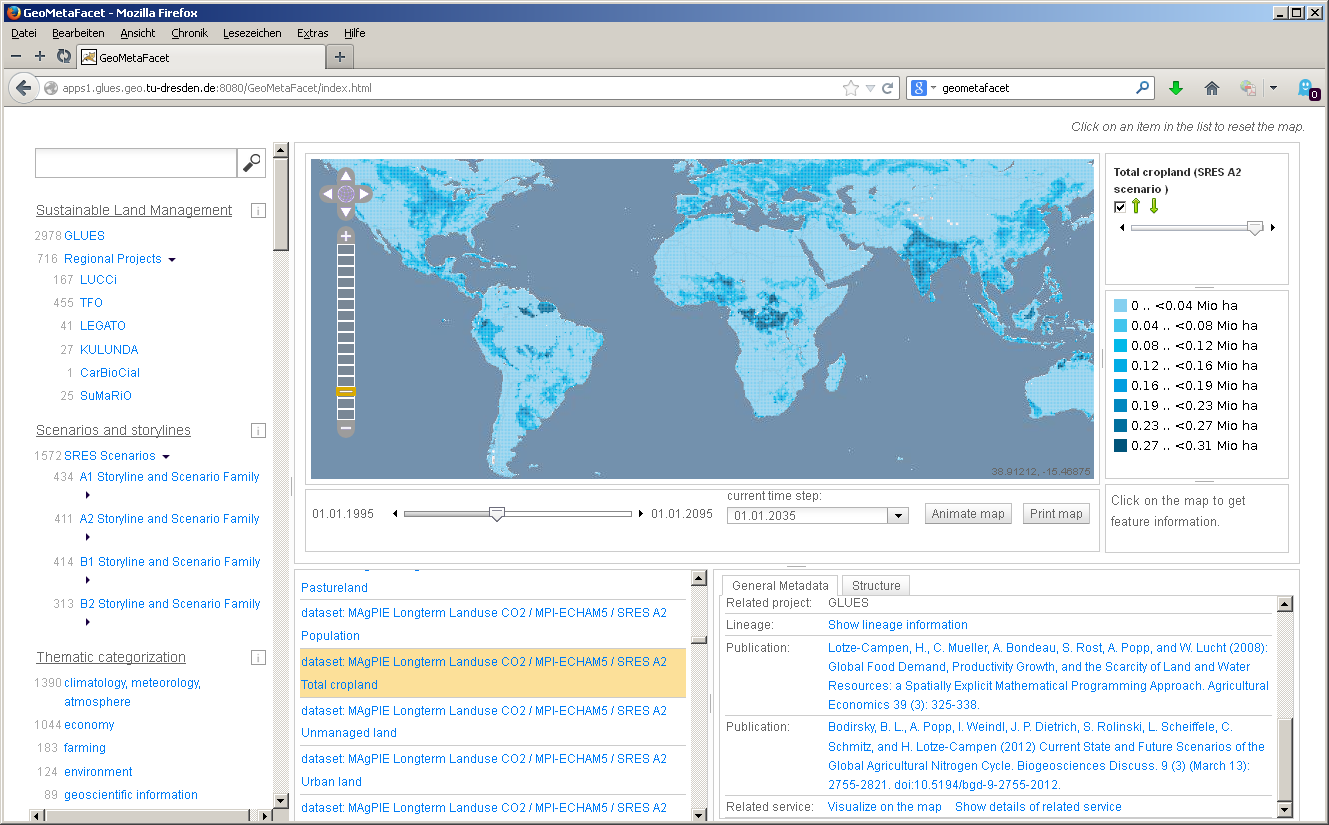 GeoMetaFacet - Mozilla Firefox
Datei Bearbeiten Ansicht Chronik Lesezeichen Extras Hilfe
GeoMetaFacet
apps1.glues.geo.tu-dresden.de:8080/GeoMetaFacet/index.html
geometafacet
0
Click on an item in the list to reset the map.
Sustainable Land Management
2978 GLUES
716 Regional Projects
167 LUCCi
455 TFO
41 LEGATO
27 KULUNDA
1 CarBioCial
25 SuMaRiO
Scenarios and storylines
1572 SRES Scenarios
434 A1 Storyline and Scenario Family
411 A2 Storyline and Scenario Family
414 B1 Storyline and Scenario Family
313 B2 Storyline and Scenario Family
Thematic categorization
1390 climatology, meteorology,
atmosphere
1044 economy
183 farming
124 environment
89 geoscientific information
38.91212, -15.46875
Total cropland (SRES A2
scenario )
0 .. <0.04 Mio ha
0.04 .. <0.08 Mio ha
0.08 .. <0.12 Mio ha
0.12 .. <0.16 Mio ha
0.16 .. <0.19 Mio ha
0.19 .. <0.23 Mio ha
0.23 .. <0.27 Mio ha
0.27 .. <0.31 Mio ha
Click on the map to get
feature information.
01.01.1995
01.01.2095
current time step:
01.01.2035
Animate map
Print map
Pastureland
dataset: MAgPIE Longterm Landuse CO2 / MPI-ECHAM5 / SRES A2
Population
dataset: MAgPIE Longterm Landuse CO2 / MPI-ECHAM5 / SRES A2
Total cropland
dataset: MAgPIE Longterm Landuse CO2 / MPI-ECHAM5 / SRES A2
Unmanaged land
dataset: MAgPIE Longterm Landuse CO2 / MPI-ECHAM5 / SRES A2
Urban land
dataset: MAgPIE Longterm Landuse CO2 / MPI-ECHAM5 / SRES A2
General Metadata Structure
Related project: GLUES
Lineage: Show lineage information
Publication: Lotze-Campen, H., C. Mueller, A. Bondeau, S. Rost, A. Popp, and W. Lucht (2008):
Global Food Demand, Productivity Growth, and the Scarcity of Land and Water
Resources: a Spatially Explicit Mathematical Programming Approach. Agricultural
Economics 39 (3): 325-338.
Publication: Bodirsky, B. L., A. Popp, I. Weindl, J. P. Dietrich, S. Rolinski, L. Scheiffele, C.
Schmitz, and H. Lotze-Campen (2012) Current State and Future Scenarios of the
Global Agricultural Nitrogen Cycle. Biogeosciences Discuss. 9 (3) (March 13):
2755-2821. doi:10.5194/bgd-9-2755-2012.
Related service: Visualize on the map Show details of related service